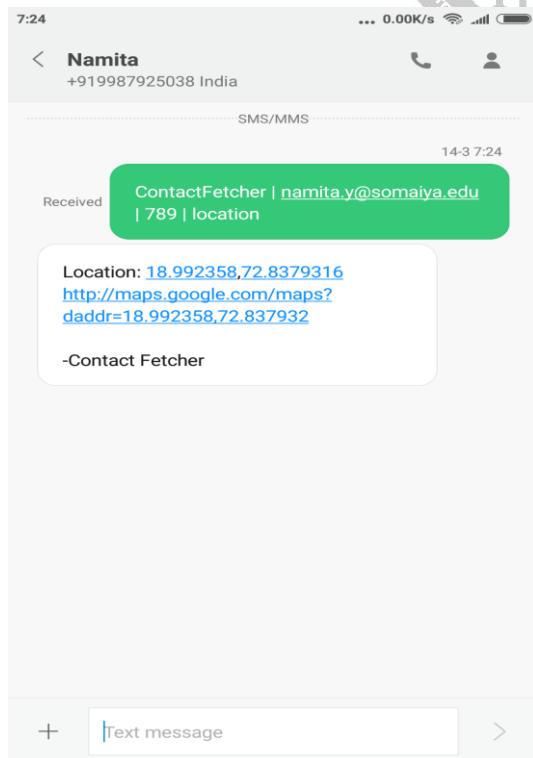 7:24
... 0.00K/s
Namita
+919987925038 India
SMS/MMS
14-3 7:24
Received
ContactFetcher | namita.y@somaiya.edu
| 789 | location
Location: 18.992358,72.8379316
http://maps.google.com/maps?
daddr=18.992358,72.837932
-Contact Fetcher
Text message